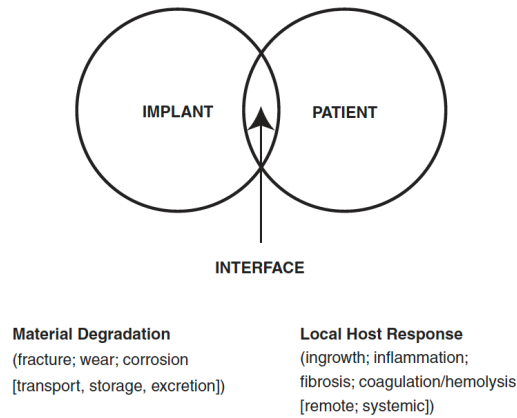 IMPLANT
PATIENT
INTERFACE
Material Degradation
(fracture; wear; corrosion
[transport, storage, excretion])
Local Host Response
(ingrowth; inflammation;
fibrosis; coagulation/hemolysis
[remote; systemic])